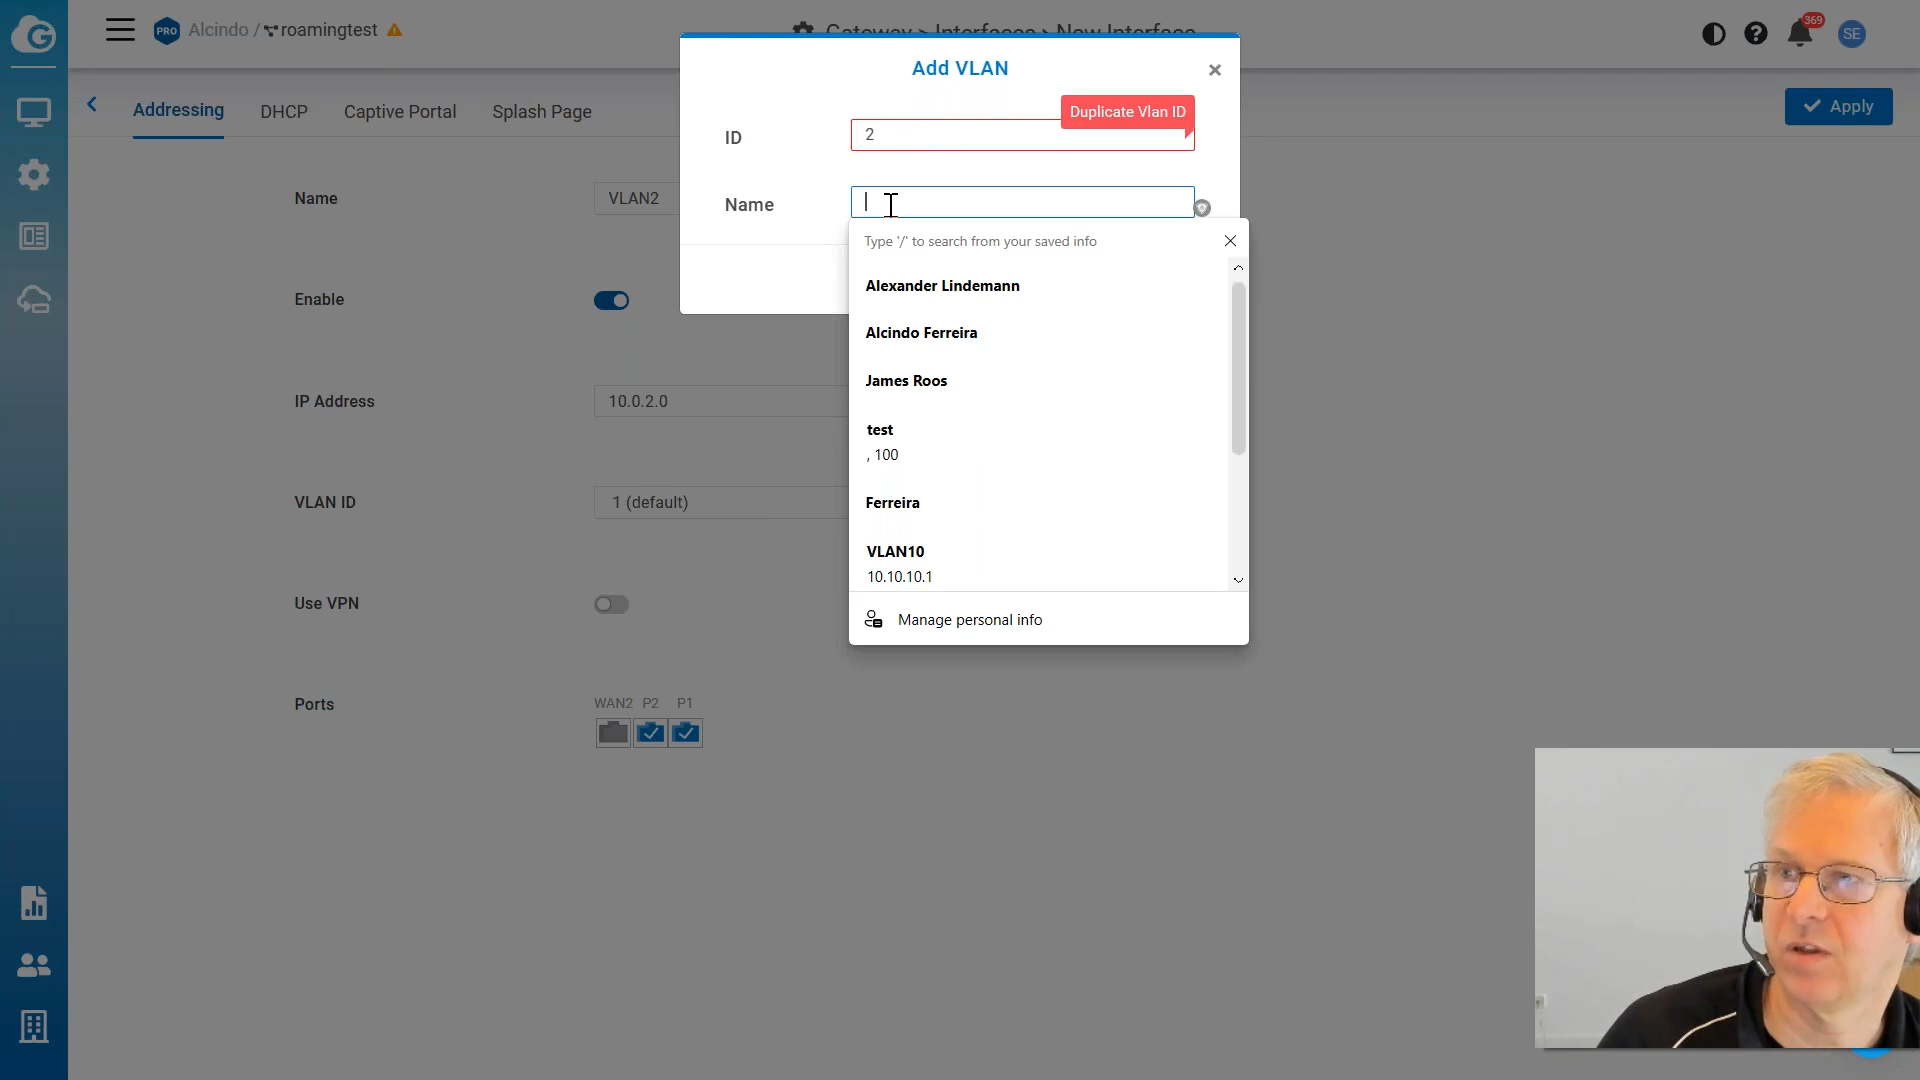 PRO Alcindo / roamingtest
Gateway > Interfaces > New Interface
369
SE
Add VLAN
Addressing
DHCP
Captive Portal
Splash Page
Apply
Duplicate Vlan ID
ID
2
Name
VLAN2
Name
Type '/' to search from your saved info
Alexander Lindemann
Enable
Alcindo Ferreira
James Roos
IP Address
10.0.2.0
test
, 100
VLAN ID
1 (default)
Ferreira
VLAN10
10.10.10.1
Use VPN
Manage personal info
Ports
WAN2 P2 P1